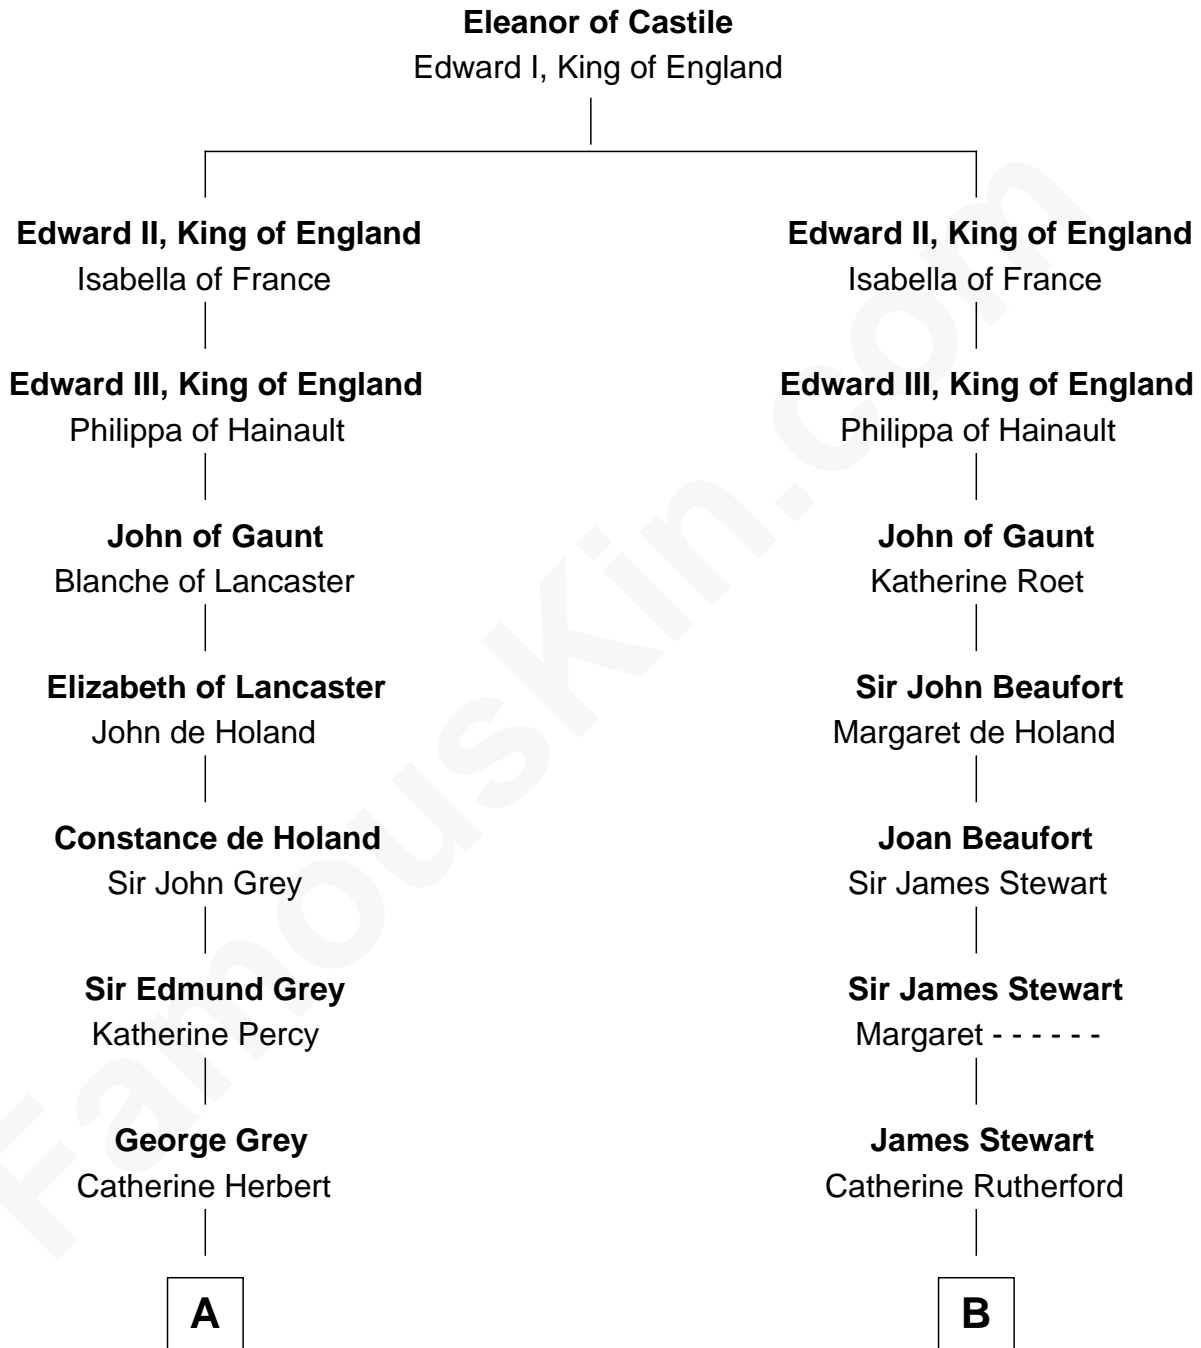 Eleanor of Castile
Edward I, King of England
Edward II, King of England
Isabella of France
Edward II, King of England
Isabella of France
Edward III, King of England
Philippa of Hainault
Edward III, King of England
Philippa of Hainault
John of Gaunt
Blanche of Lancaster
John of Gaunt
Katherine Roet
Elizabeth of Lancaster
John de Holand
Sir John Beaufort
Margaret de Holand
Constance de Holand
Sir John Grey
Joan Beaufort
Sir James Stewart
Sir Edmund Grey
Katherine Percy
Sir James Stewart
Margaret - - - - - -
George Grey
Catherine Herbert
James Stewart
Catherine Rutherford
A
B
FamousKin.com